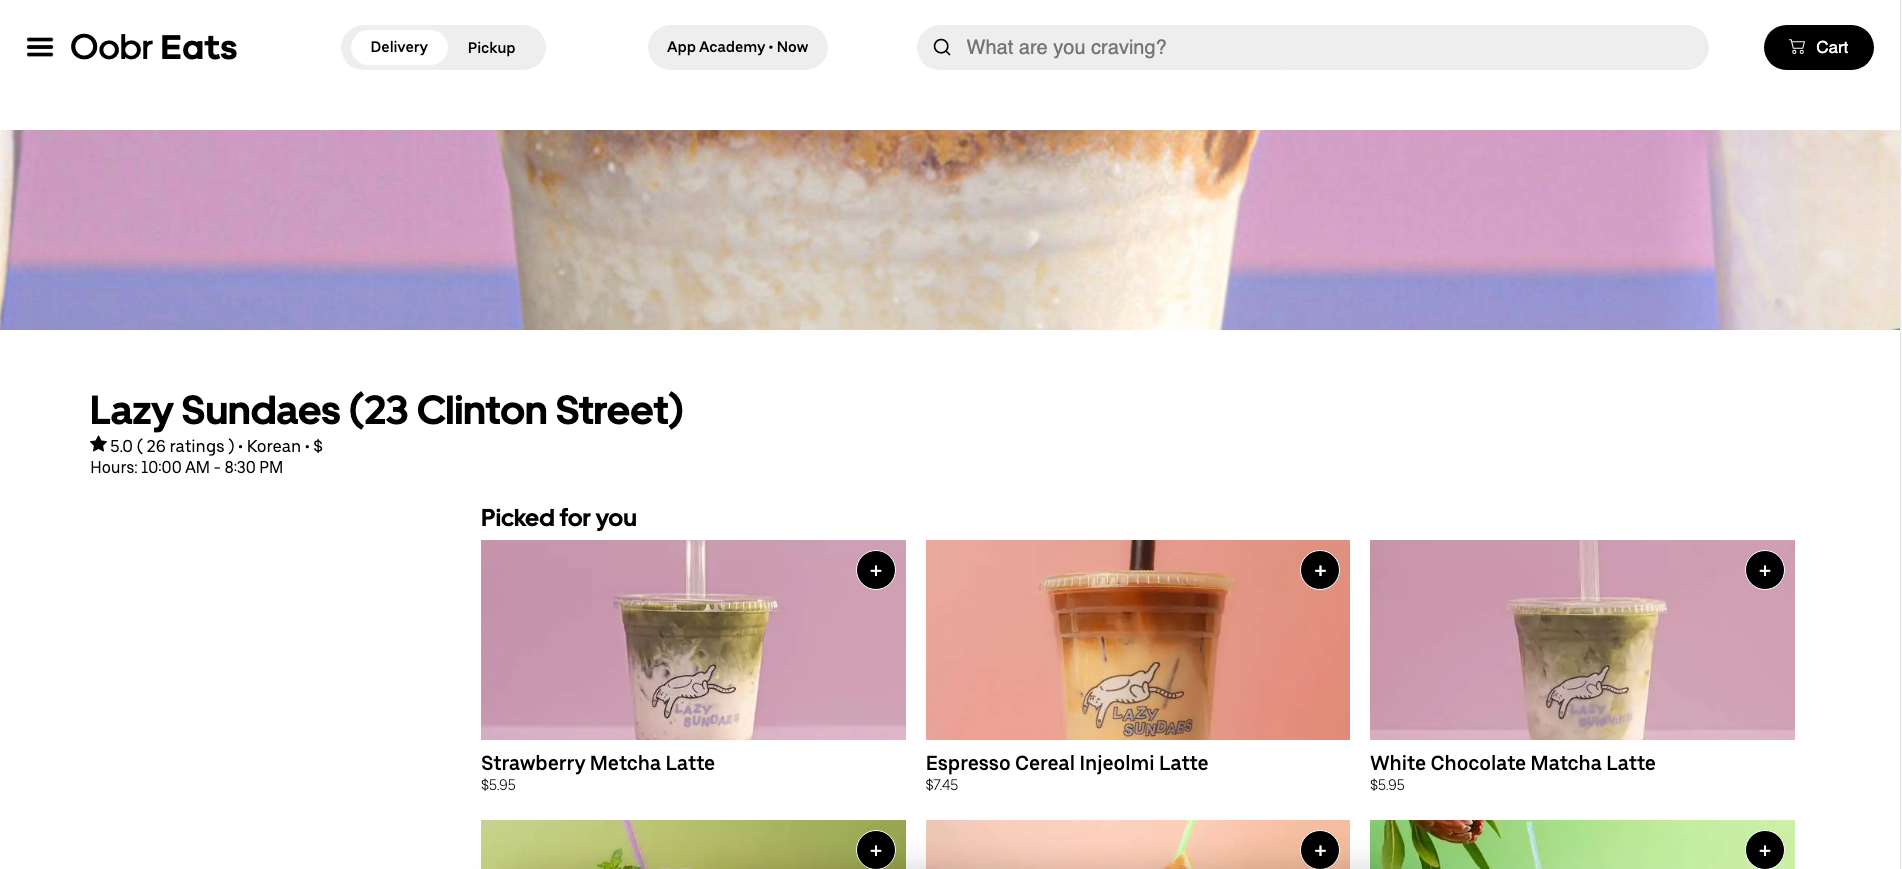 Oobr Eats
Delivery
Pickup
App Academy • Now
What are you craving?
Cart
Lazy Sundaes (23 Clinton Street)
5.0 ( 26 ratings ) • Korean • $
Hours: 10:00 AM - 8:30 PM
Picked for you
+
+
+
LAZY
SUNDAES
LAZY
SUNDAES
LAZY
SUNDAES
Strawberry Metcha Latte
$5.95
Espresso Cereal Injeolmi Latte
$7.45
White Chocolate Matcha Latte
$5.95
+
+
+